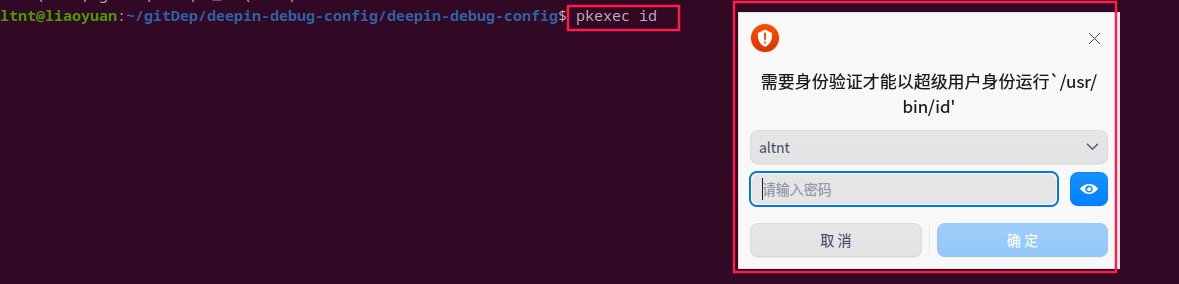 ltnt@liaoyuan:~/gitDep/deepin-debug-config/deepin-debug-config$ pkexec id
需要身份验证才能以超级用户身份运行`/usr/
bin/id'
altnt
请输入密码
取 消
确 定